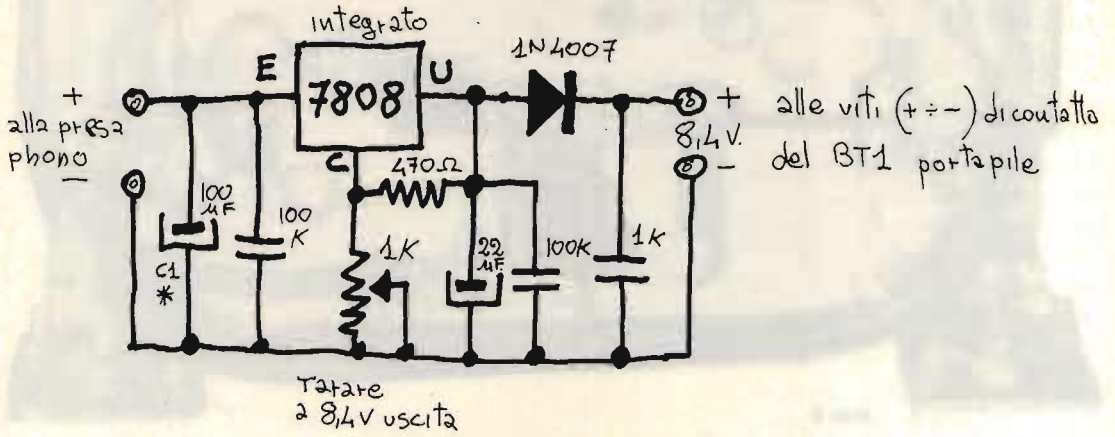 integrato
1N4007
E
7808
U
+
alla presa
phono
-
C
470Ω
+
8,4V.
-
alle viti (+ ÷ -) di contatto
del BT1 portapile
100
µF
C1
*
100
K
1K
22
µF
100K
1K
Tarare
a 8,4V uscita